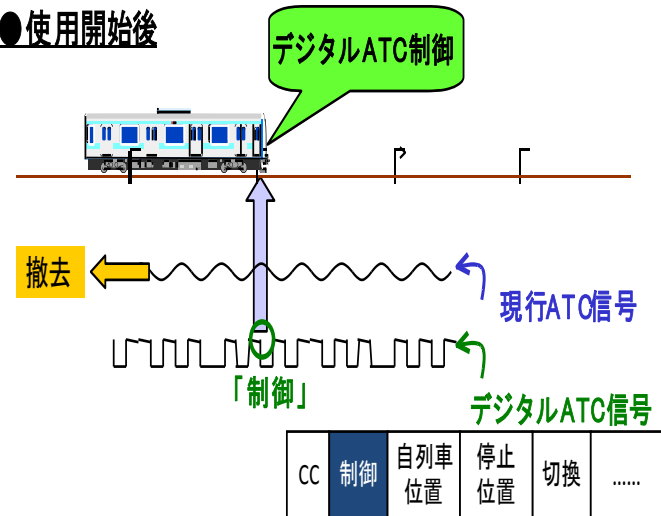 ●使用開始後
デジタルATC制御
撤去
現行ATC信号
「制御」
デジタルATC信号
CC 制御 自列車位置 停止位置 切換 ......